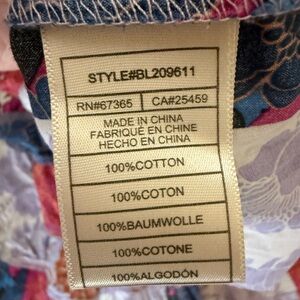 STYLE#BL209611
RN#67365 CA#25459
MADE IN CHINA
FABRIQUÉ EN CHINE
HECHO EN CHINA
100%COTTON
100%COTON
100%BAUMWOLLE
100%COTONE
100%ALGODÓN